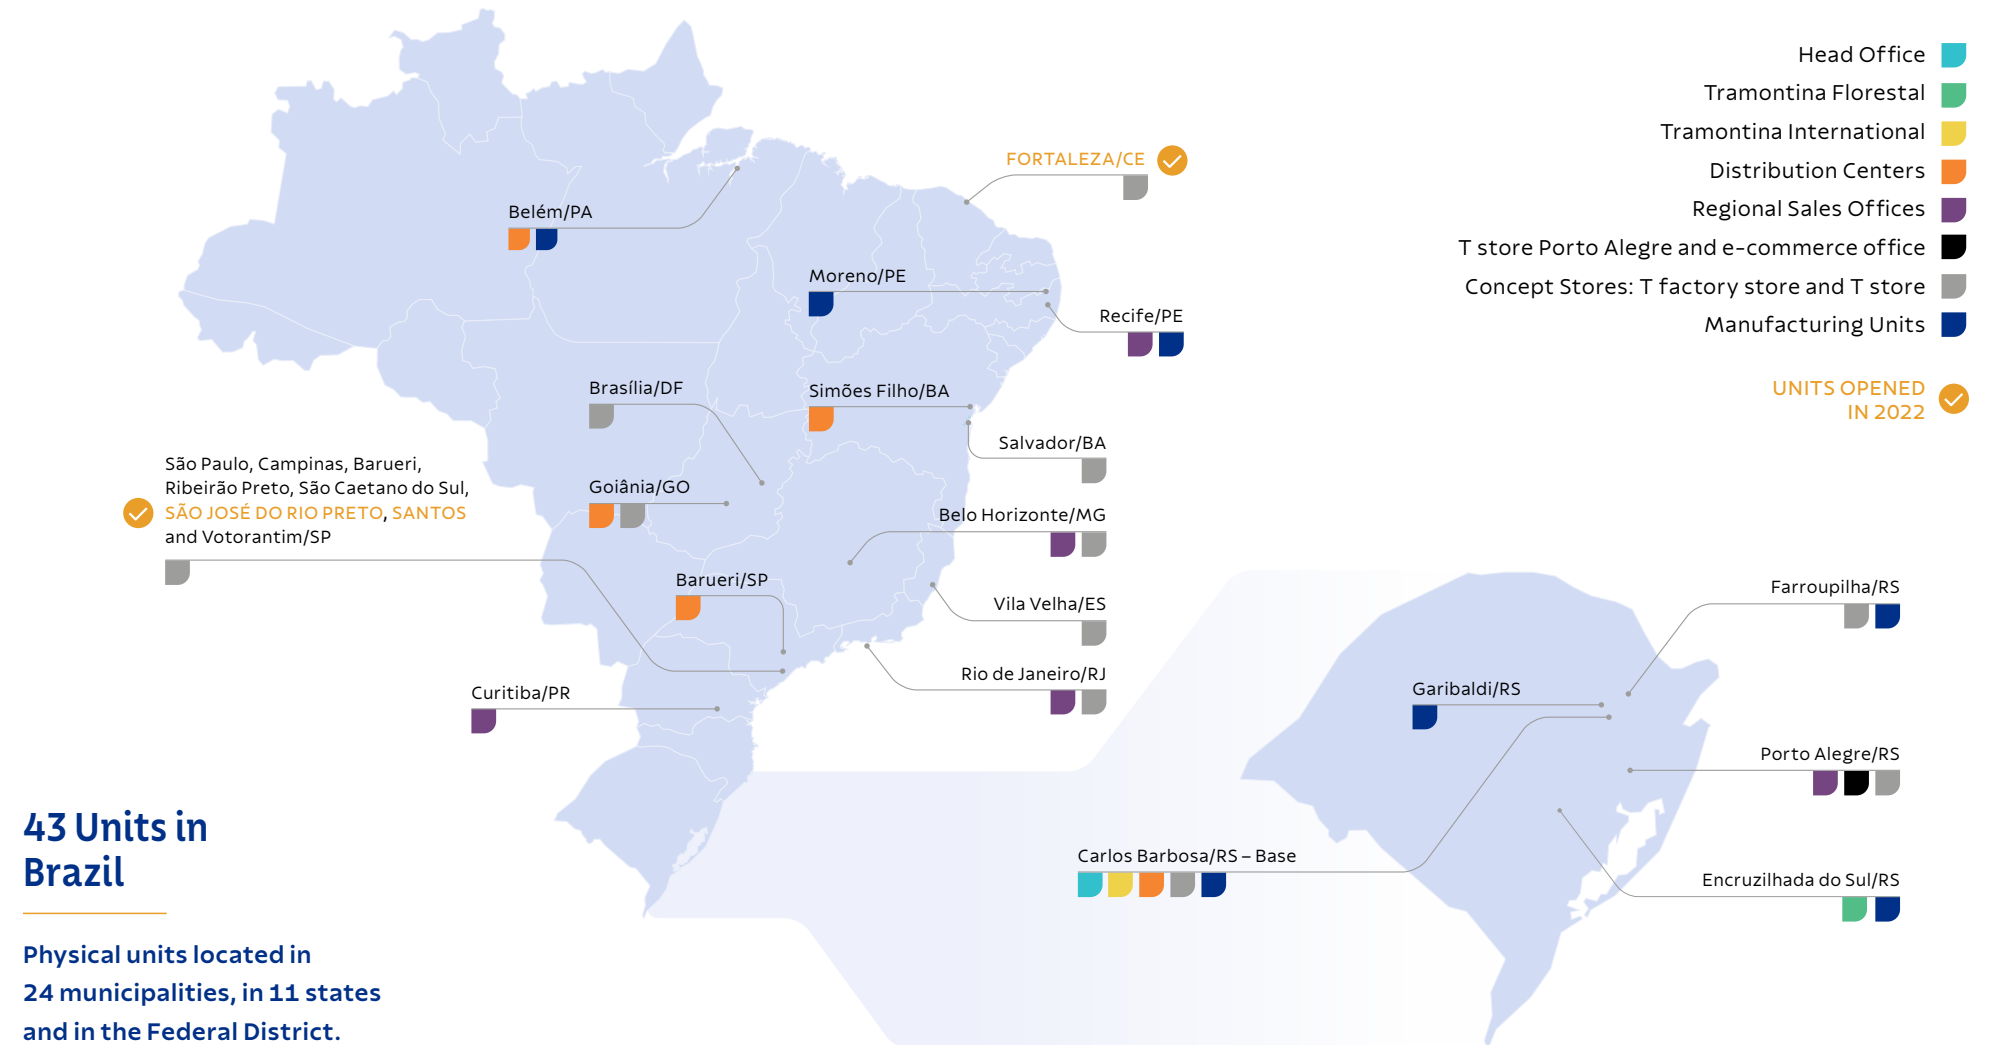 Head Office
Tramontina Florestal
Tramontina International
Distribution Centers
Regional Sales Offices
T store Porto Alegre and e-commerce office
Concept Stores: T factory store and T store
Manufacturing Units
UNITS OPENED
IN 2022
FORTALEZA/CE
Belém/PA
Moreno/PE
Recife/PE
Brasília/DF
Simões Filho/BA
Salvador/BA
São Paulo, Campinas, Barueri,
Ribeirão Preto, São Caetano do Sul,
SÃO JOSÉ DO RIO PRETO, SANTOS
and Votorantim/SP
Goiânia/GO
Belo Horizonte/MG
Barueri/SP
Vila Velha/ES
Rio de Janeiro/RJ
Curitiba/PR
Farroupilha/RS
Garibaldi/RS
Porto Alegre/RS
Carlos Barbosa/RS – Base
Encruzilhada do Sul/RS
43 Units in
Brazil
Physical units located in
24 municipalities, in 11 states
and in the Federal District.